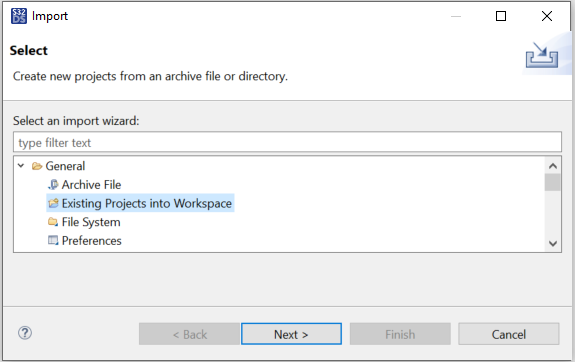 S32
DS
Import
Select
Create new projects from an archive file or directory.
Select an import wizard:
type filter text
General
Archive File
Existing Projects into Workspace
File System
Preferences
?
< Back
Next >
Finish
Cancel